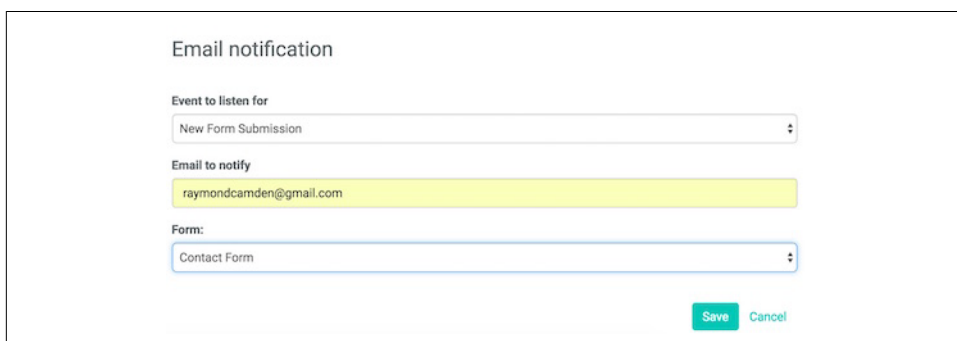 Email notification
Event to listen for
New Form Submission
Email to notify
raymondcamden@gmail.com
Form:
Contact Form
Save Cancel